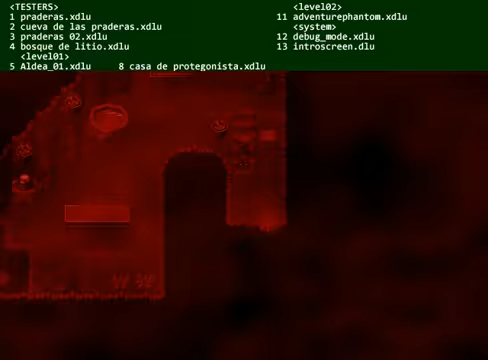 <TESTERS>
1 praderas.xdlu
2 cueva de las praderas.xdlu
3 praderas 02.xdlu
4 bosque de litio.xdlu
<level01>
5 Aldea_01.xdlu 8 casa de protegonista.xdlu
<level02>
11 adventurephantom.xdlu
<system>
12 debug_mode.xdlu
13 introscreen.dlu